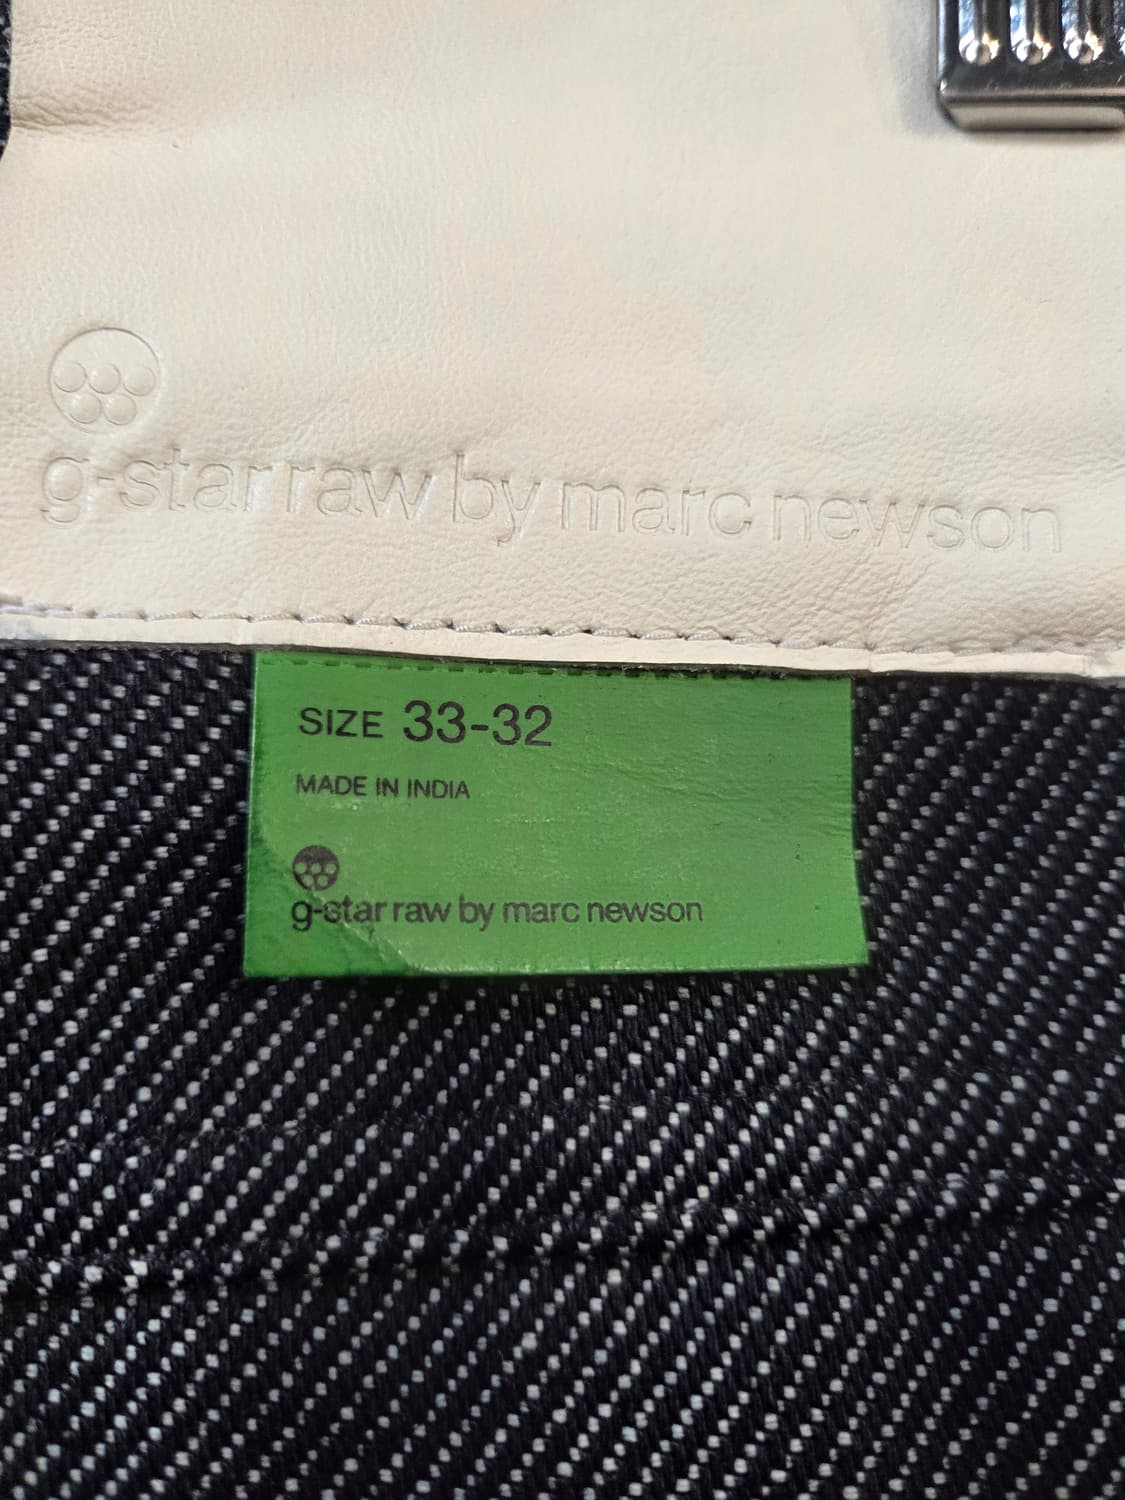 g-star raw by marc newson
SIZE 33-32
MADE IN INDIA
g-star raw by marc newson